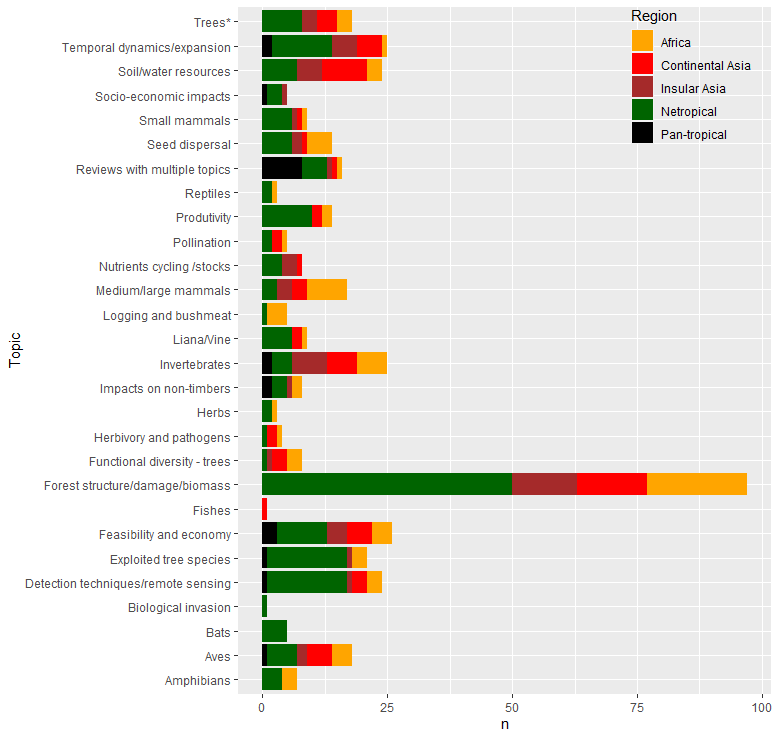 Region
Africa
Continental Asia
Insular Asia
Netropical
Pan-tropical
Topic
Trees*
Temporal dynamics/expansion
Soil/water resources
Socio-economic impacts
Small mammals
Seed dispersal
Reviews with multiple topics
Reptiles
Produtivity
Pollination
Nutrients cycling /stocks
Medium/large mammals
Logging and bushmeat
Liana/Vine
Invertebrates
Impacts on non-timbers
Herbs
Herbivory and pathogens
Functional diversity - trees
Forest structure/damage/biomass
Fishes
Feasibility and economy
Exploited tree species
Detection techniques/remote sensing
Biological invasion
Bats
Aves
Amphibians
0 25 50 75 100
n